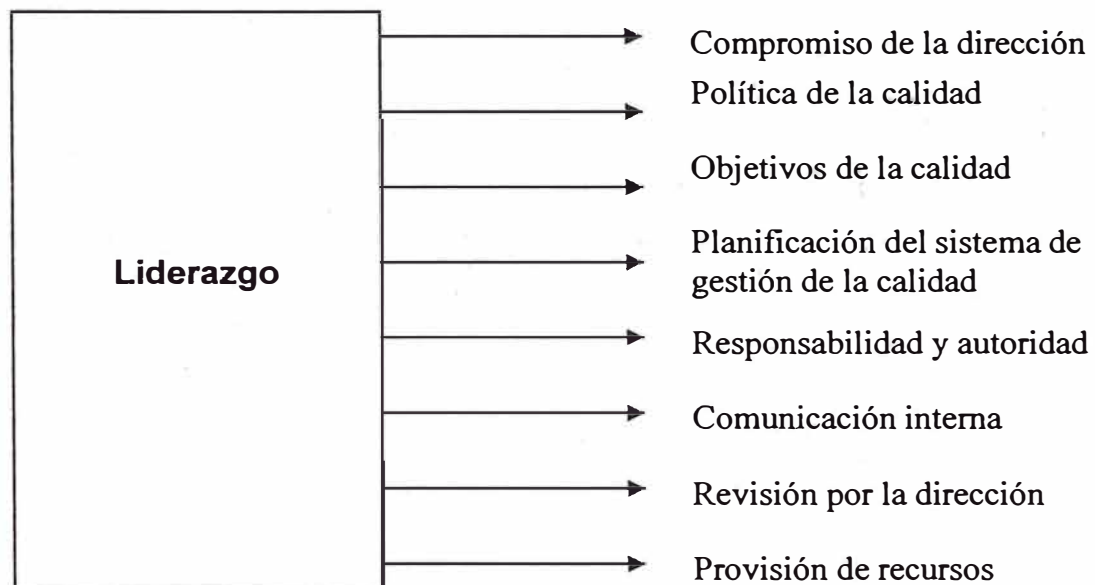 Liderazgo
Compromiso de la dirección
Política de la calidad
Objetivos de la calidad
Planificación del sistema de
gestión de la calidad
Responsabilidad y autoridad
Comunicación interna
Revisión por la dirección
Provisión de recursos